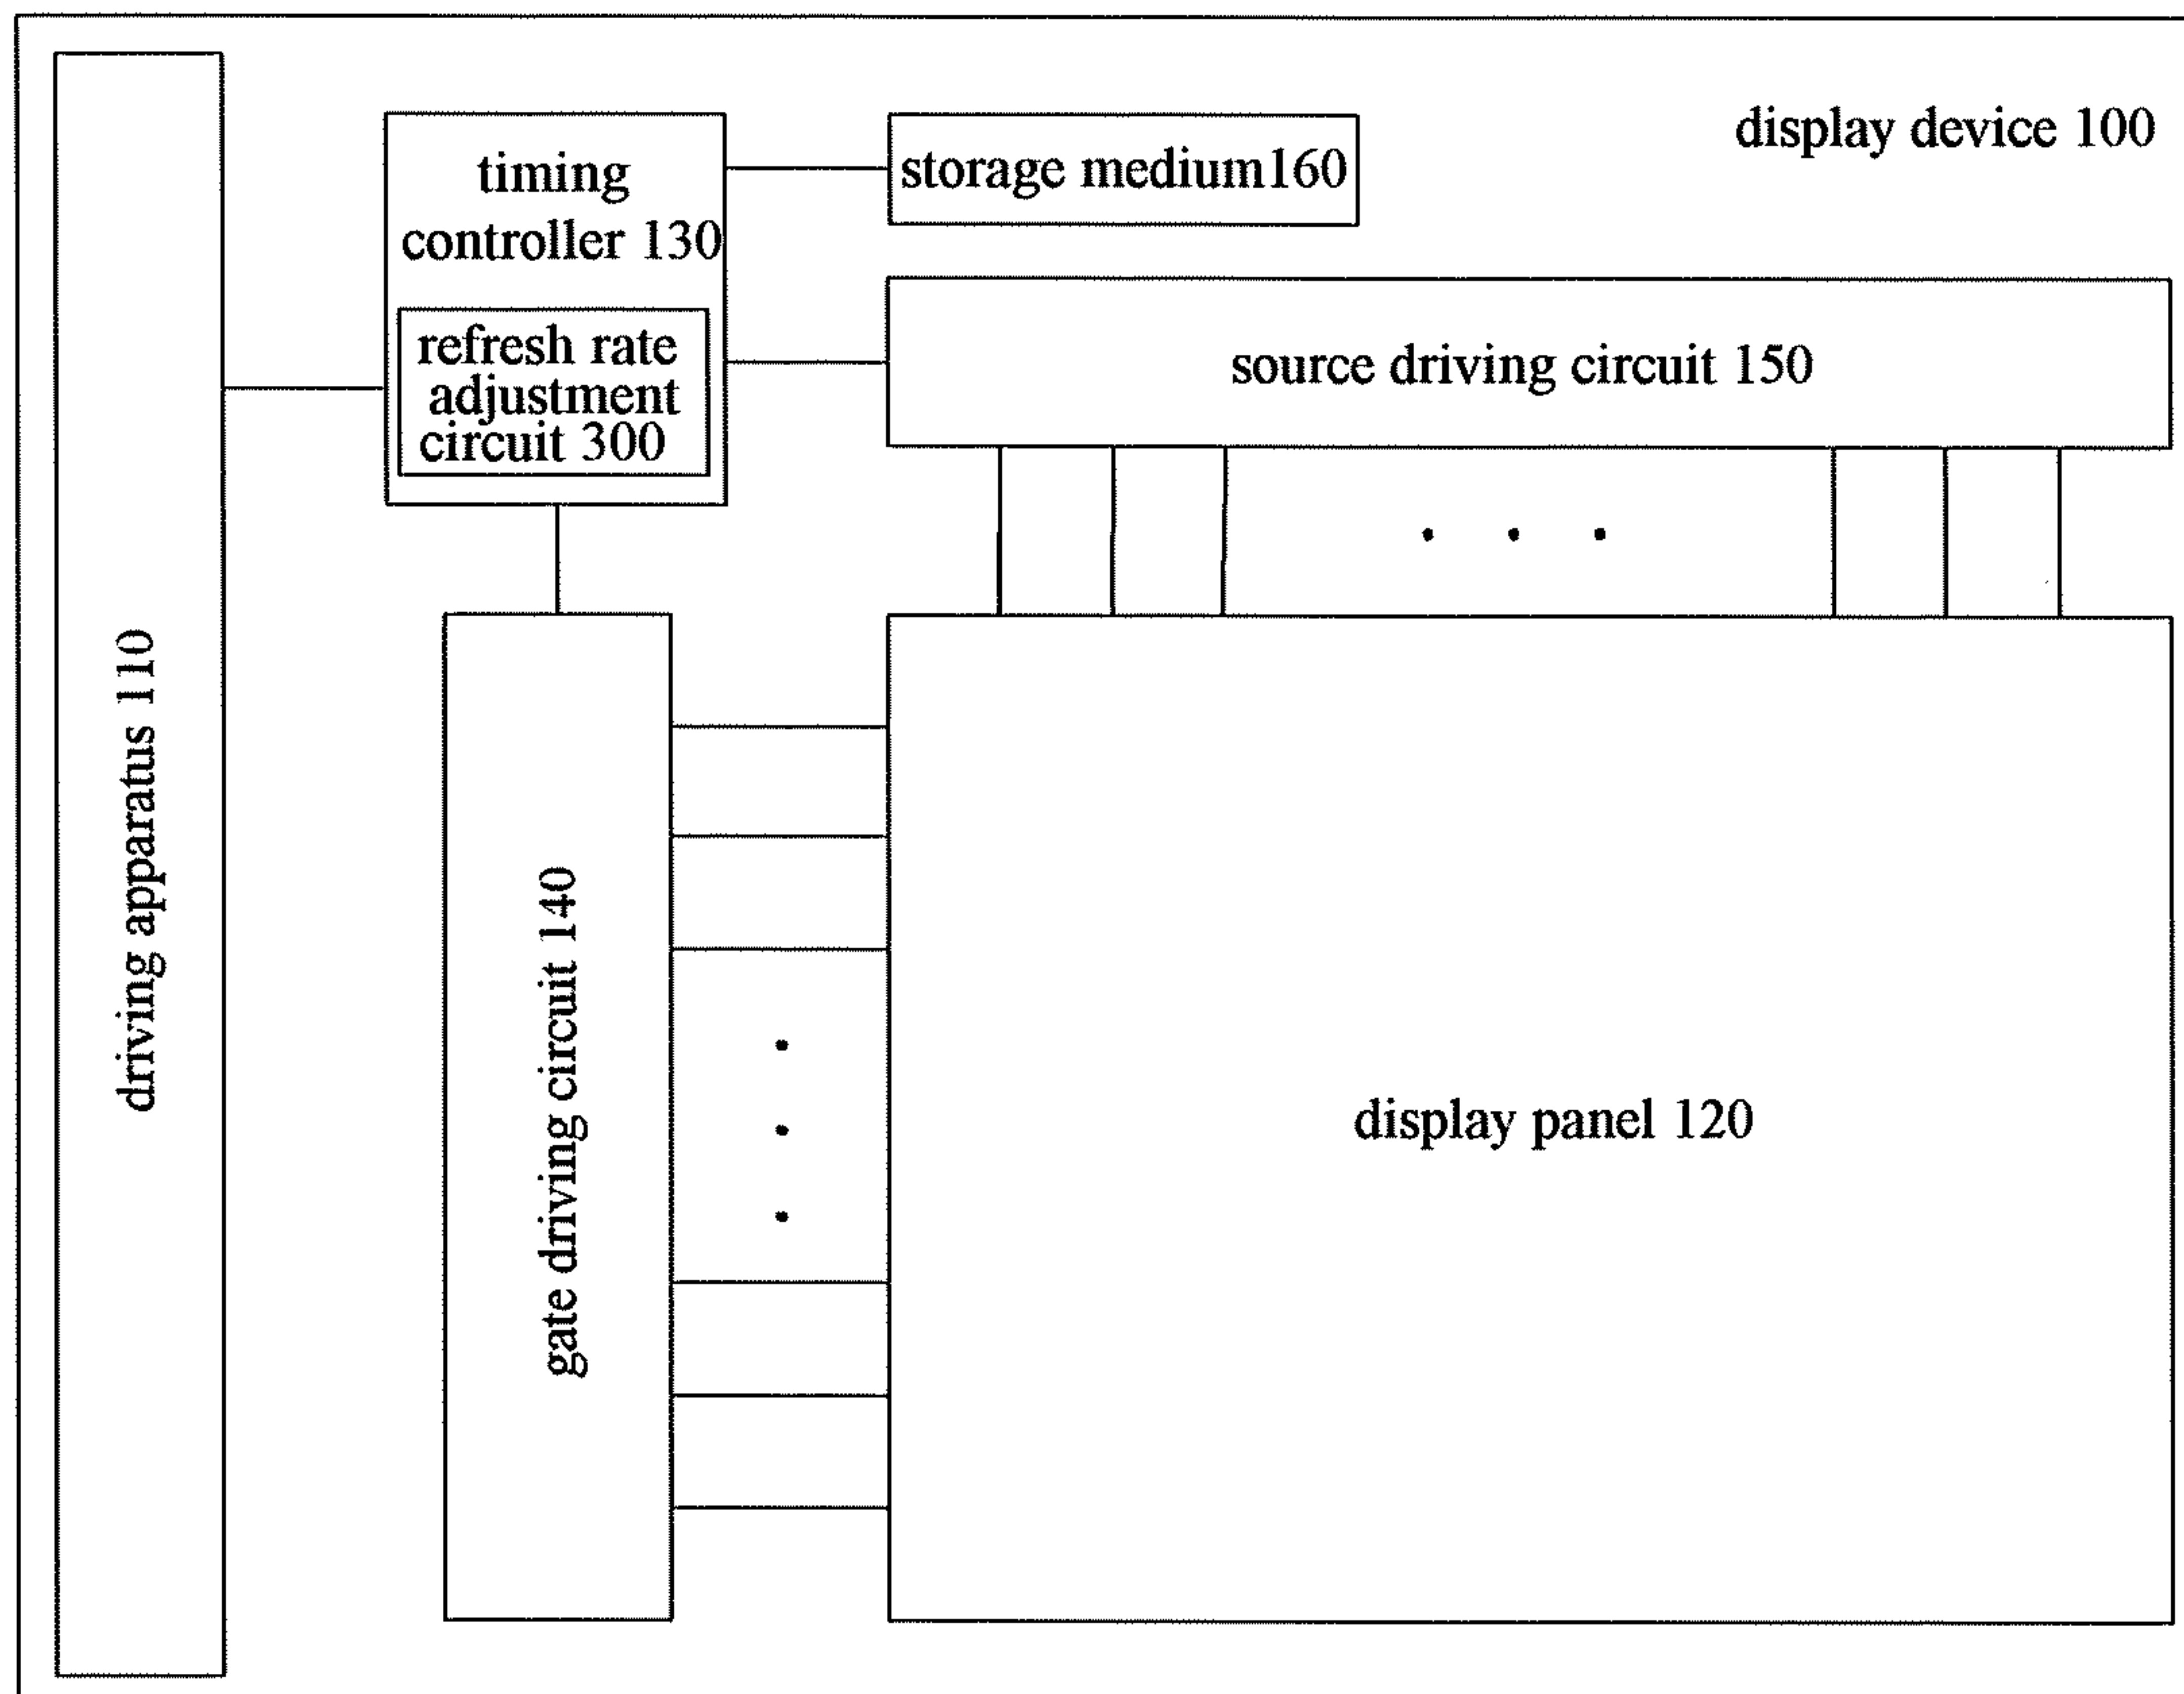 display device 100
driving apparatus 110
timing
controller 130
refresh rate
adjustment
circuit 300
storage medium160
source driving circuit 150
gate driving circuit 140
display panel 120